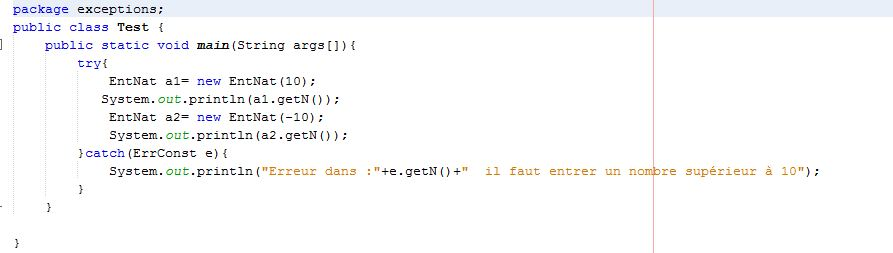 package exceptions;
public class Test {
    public static void main(String args[]){
        try{
            EntNat a1= new EntNat(10);
           System.out.println(a1.getN());
            EntNat a2= new EntNat(-10);
            System.out.println(a2.getN());
        }catch(ErrConst e){
            System.out.println("Erreur dans :"+e.getN()+"  il faut entrer un nombre supérieur à 10");
        }
    }
}